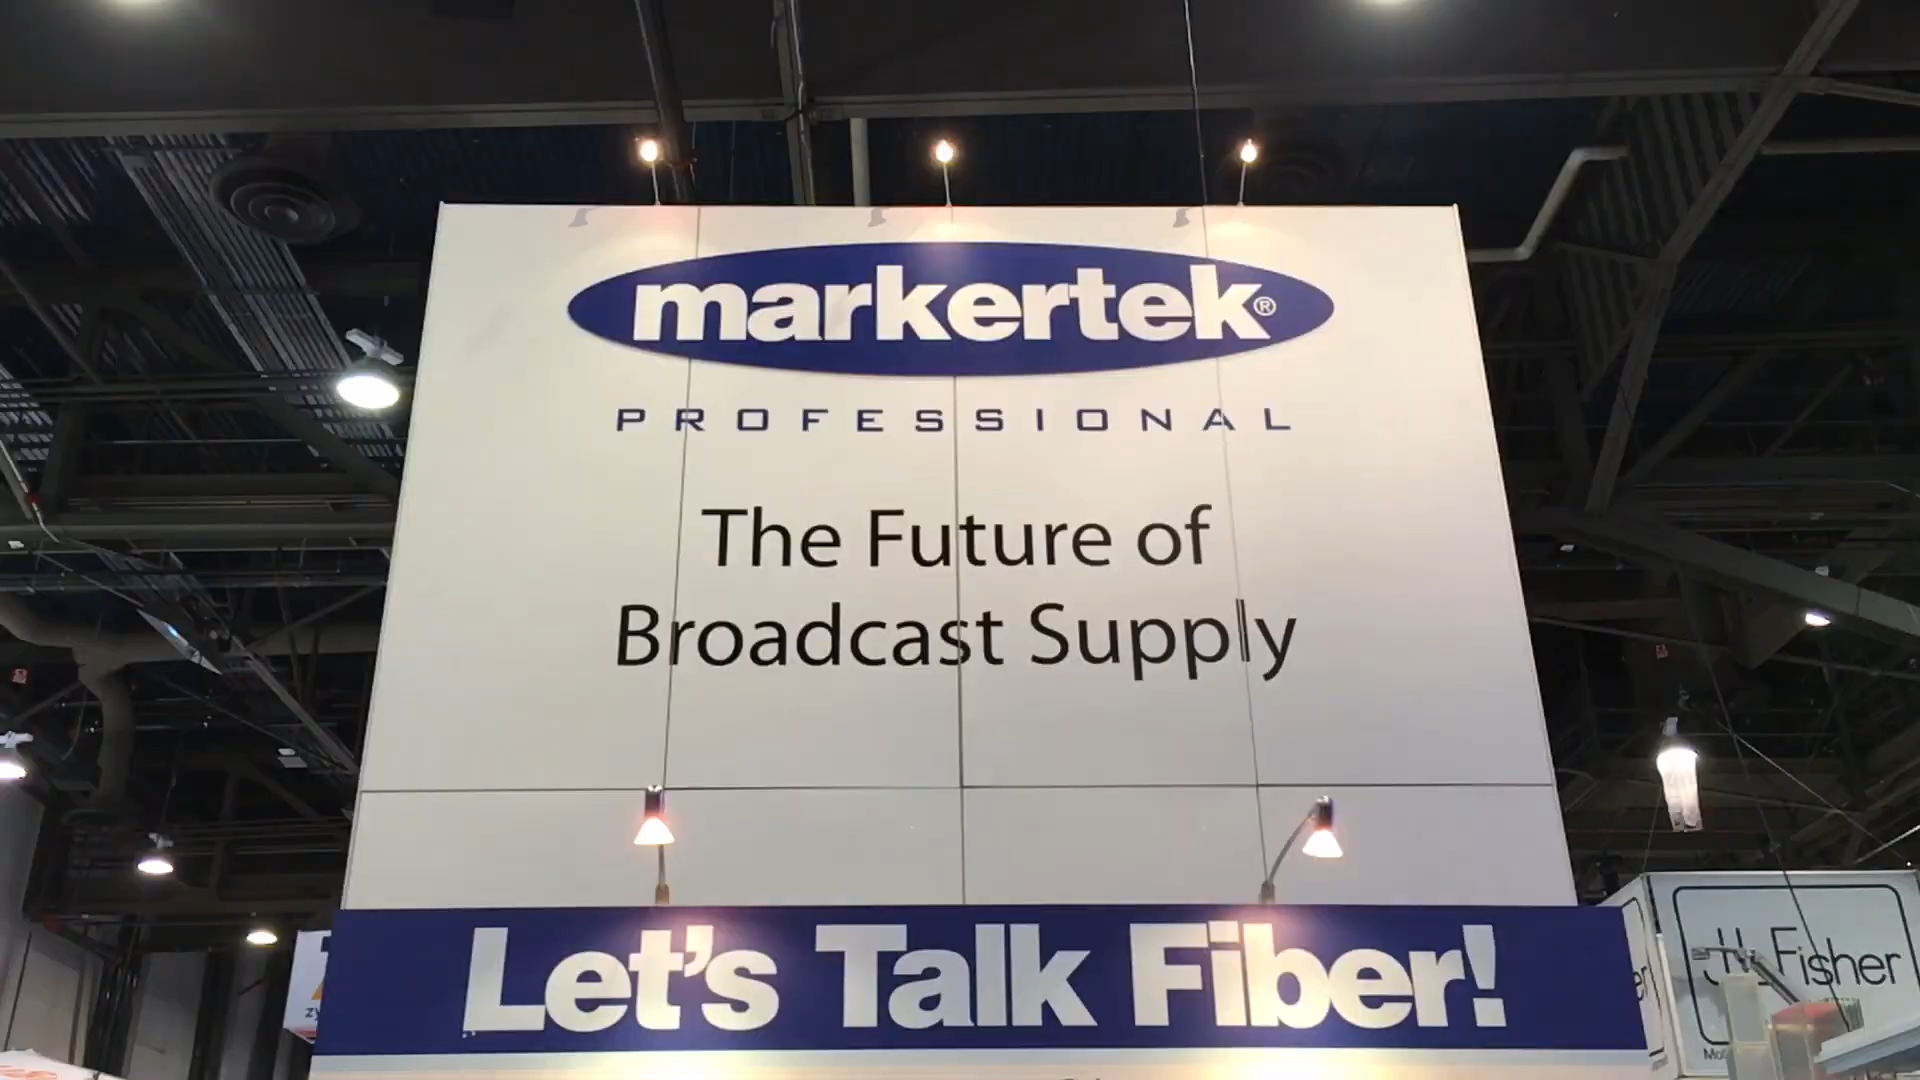 markertek®
PROFESSIONAL
The Future of
Broadcast Supply
Let's Talk Fiber!
Fisher